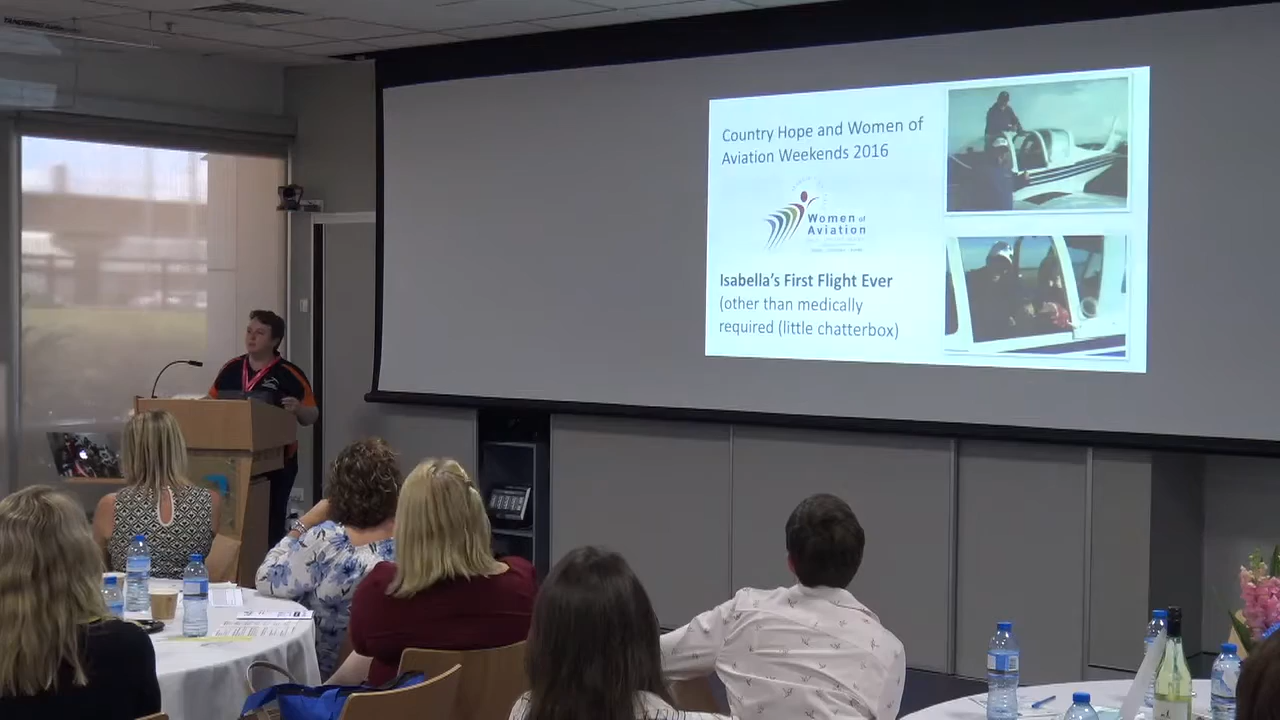 Country Hope and Women of
Aviation Weekends 2016
Women of
Aviation
Isabella's First Flight Ever
(other than medically
required (little chatterbox)